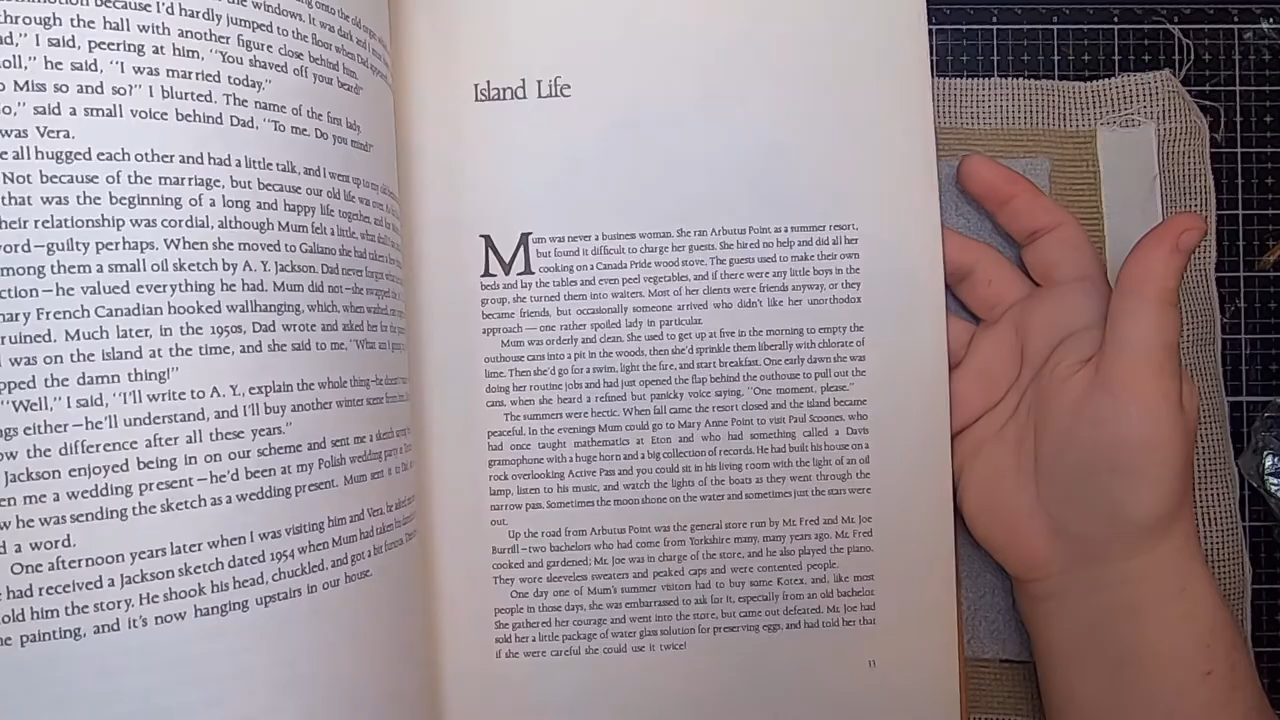 onto the old
the windows. It was dark and I
because I'd hardly jumped to the floor when Dad
through the hall with another figure close behind him.
ad," I said, peering at him, "You shaved off your beard!"
oll," he said, "I was married today."
o Miss so and so?" I blurted. The name of the first lady.
o," said a small voice behind Dad, "To me. Do you mind?"
was Vera.
e all hugged each other and had a little talk, and I went up to my
Not because of the marriage, but because our old life was over.
that was the beginning of a long and happy life together, and for
heir relationship was cordial, although Mum felt a little, what
ord—guilty perhaps. When she moved to Galiano she had taken a few
mong them a small oil sketch by A. Y. Jackson. Dad never forgot
ction—he valued everything he had. Mum did not—she swapped
nary French Canadian hooked wallhanging, which, when washed,
ruined. Much later, in the 1950s, Dad wrote and asked her for the
I was on the island at the time, and she said to me, "What am I
pped the damn thing!"
"Well," I said, "I'll write to A. Y., explain the whole thing—he doesn't
ngs either—he'll understand, and I'll buy another winter scene from
ow the difference after all these years."
Jackson enjoyed being in on our scheme and sent me a sketch
en me a wedding present—he'd been at my Polish wedding party
w he was sending the sketch as a wedding present. Mum sent it to Dad
d a word.
One afternoon years later when I was visiting him and Vera, he asked
had received a Jackson sketch dated 1954 when Mum had taken his
old him the story. He shook his head, chuckled, and got a bit
he painting, and it's now hanging upstairs in our house.
Island Life
Mum was never a business woman. She ran Arbutus Point as a summer resort,
but found it difficult to charge her guests. She hired no help and did all her
cooking on a Canada Pride wood stove. The guests used to make their own
beds and lay the tables and even peel vegetables, and if there were any little boys in the
group, she turned them into waiters. Most of her clients were friends anyway, or they
became friends, but occasionally someone arrived who didn't like her unorthodox
approach — one rather spoiled lady in particular.
Mum was orderly and clean. She used to get up at five in the morning to empty the
outhouse cans into a pit in the woods, then she'd sprinkle them liberally with chlorate of
lime. Then she'd go for a swim, light the fire, and start breakfast. One early dawn she was
doing her routine jobs and had just opened the flap behind the outhouse to pull out the
cans, when she heard a refined but panicky voice saying, "One moment, please."
The summers were hectic. When fall came the resort closed and the island became
peaceful. In the evenings Mum could go to Mary Anne Point to visit Paul Scoones, who
had once taught mathematics at Eton and who had something called a Davis
gramophone with a huge horn and a big collection of records. He had built his house on a
rock overlooking Active Pass and you could sit in his living room with the light of an oil
lamp, listen to his music, and watch the lights of the boats as they went through the
narrow pass. Sometimes the moon shone on the water and sometimes just the stars were
out.
Up the road from Arbutus Point was the general store run by Mr. Fred and Mr. Joe
Burrill—two bachelors who had come from Yorkshire many, many years ago. Mr. Fred
cooked and gardened; Mr. Joe was in charge of the store, and he also played the piano.
They wore sleeveless sweaters and peaked caps and were contented people.
One day one of Mum's summer visitors had to buy some Kotex, and, like most
people in those days, she was embarrassed to ask for it, especially from an old bachelor.
She gathered her courage and went into the store, but came out defeated. Mr. Joe had
sold her a little package of water glass solution for preserving eggs, and had told her that
if she were careful she could use it twice!
13